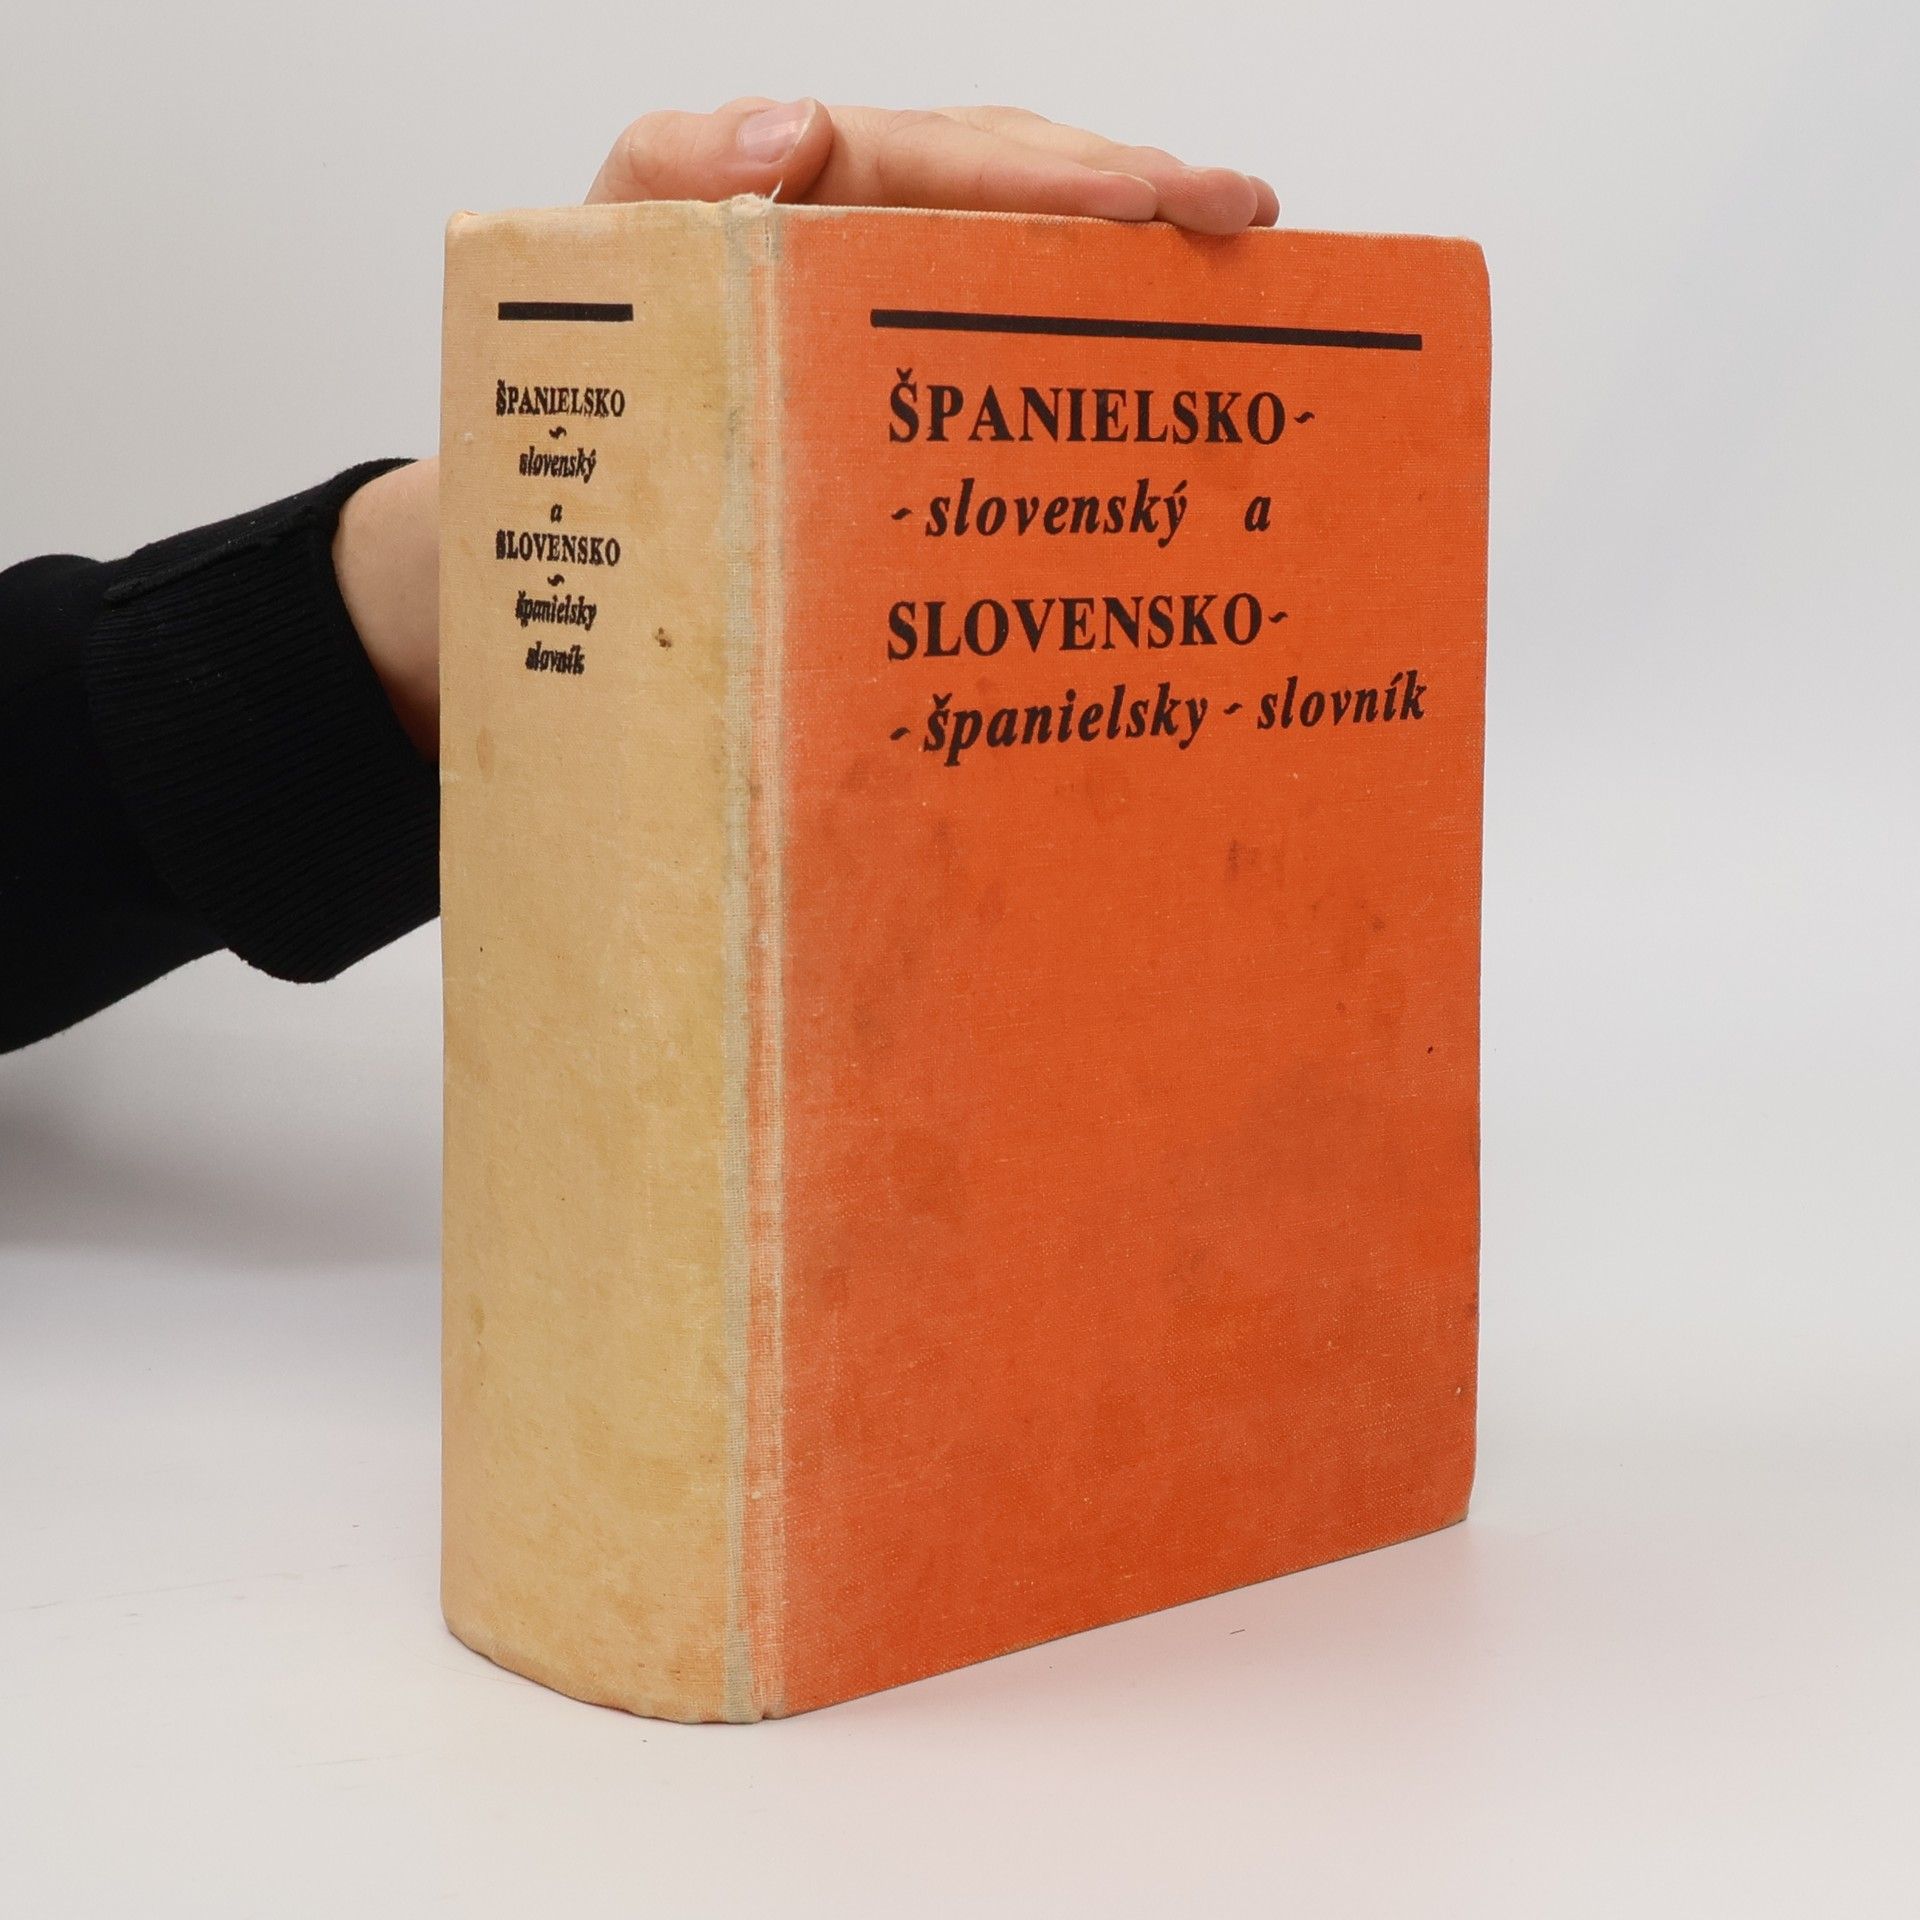 ŠPANIELSKO
-
slovenský
a
SLOVENSKO
-
španielsky
slovník
ŠPANIELSKO-
-slovenský a
SLOVENSKO-
-španielsky-slovník